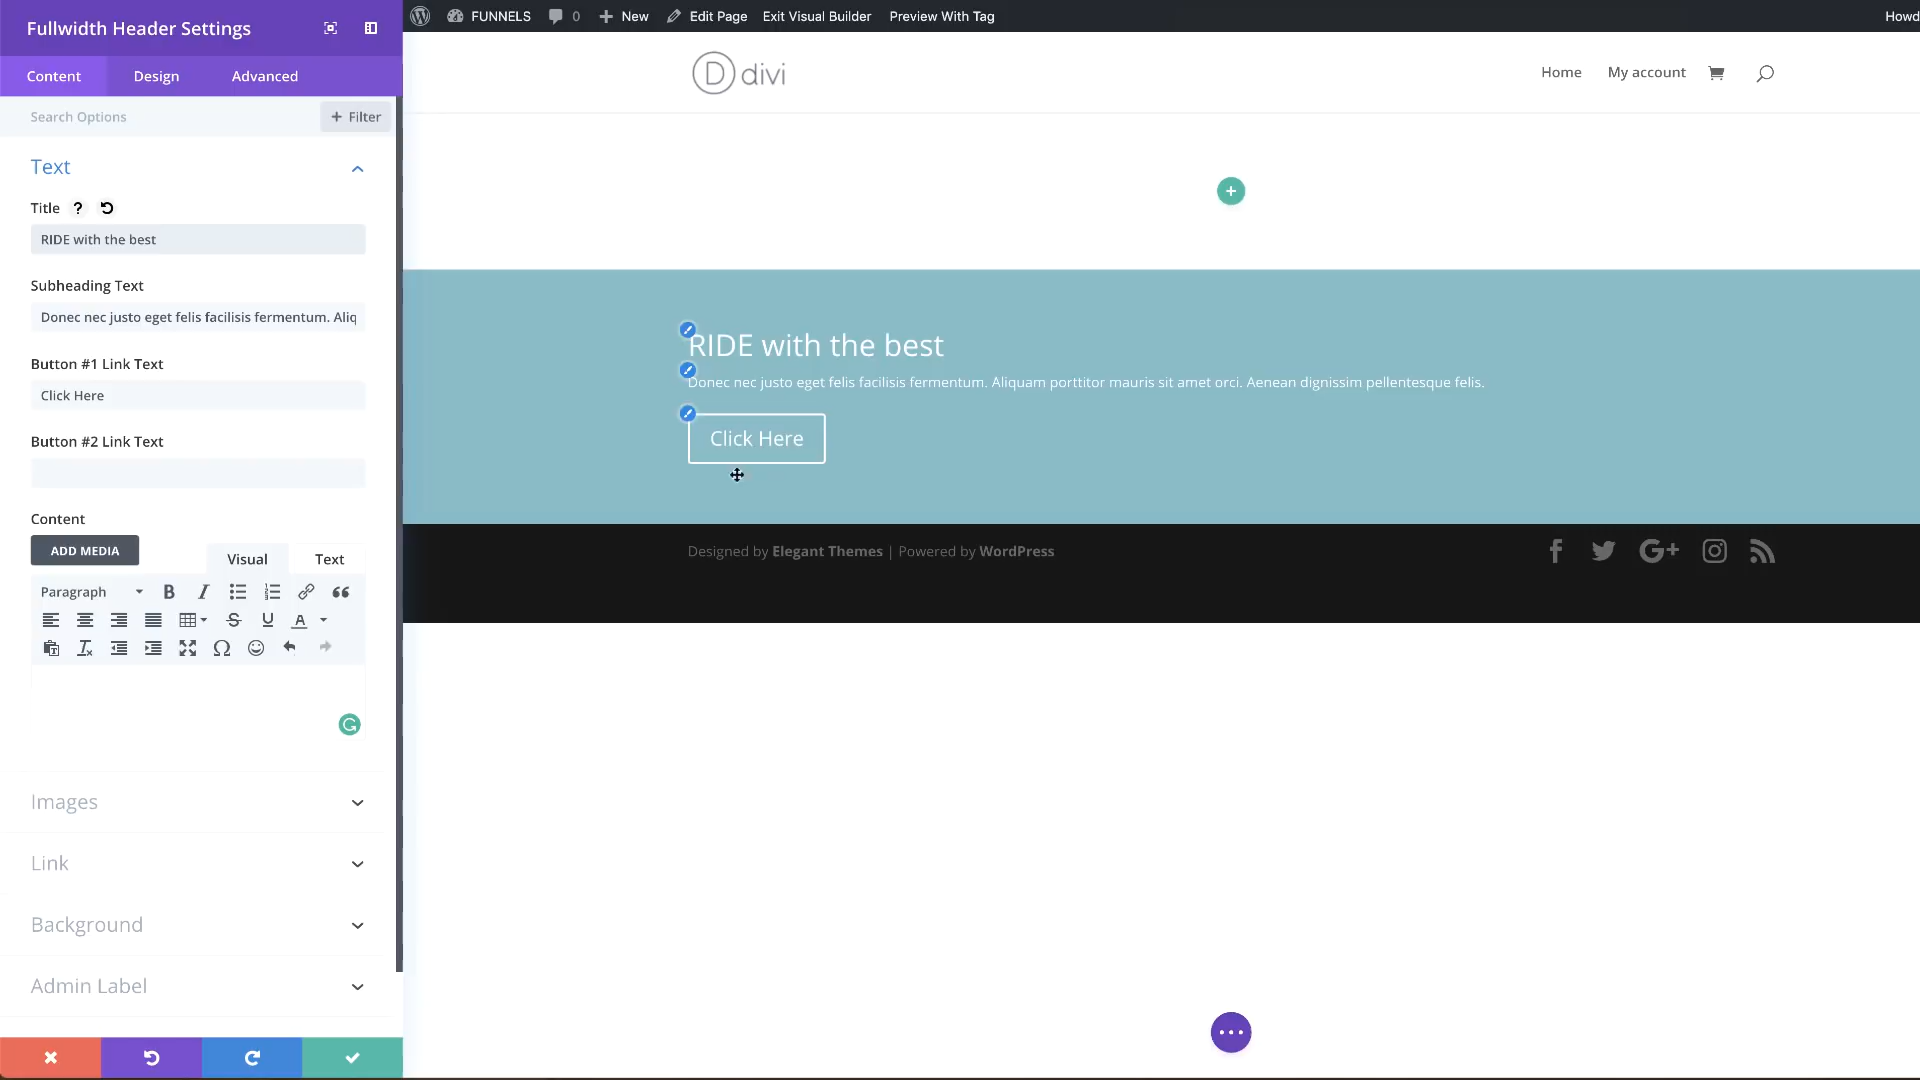 Fullwidth Header Settings
Content Design Advanced
Search Options + Filter
Text
Title ?
RIDE with the best
Subheading Text
Donec nec justo eget felis facilisis fermentum. Aliq
Button #1 Link Text
Click Here
Button #2 Link Text
Content
ADD MEDIA Visual Text
Paragraph
Images
Link
Background
Admin Label
FUNNELS 0 + New Edit Page Exit Visual Builder Preview With Tag Howd
D divi
Home My account
RIDE with the best
Donec nec justo eget felis facilisis fermentum. Aliquam porttitor mauris sit amet orci. Aenean dignissim pellentesque felis.
Click Here
Designed by Elegant Themes | Powered by WordPress